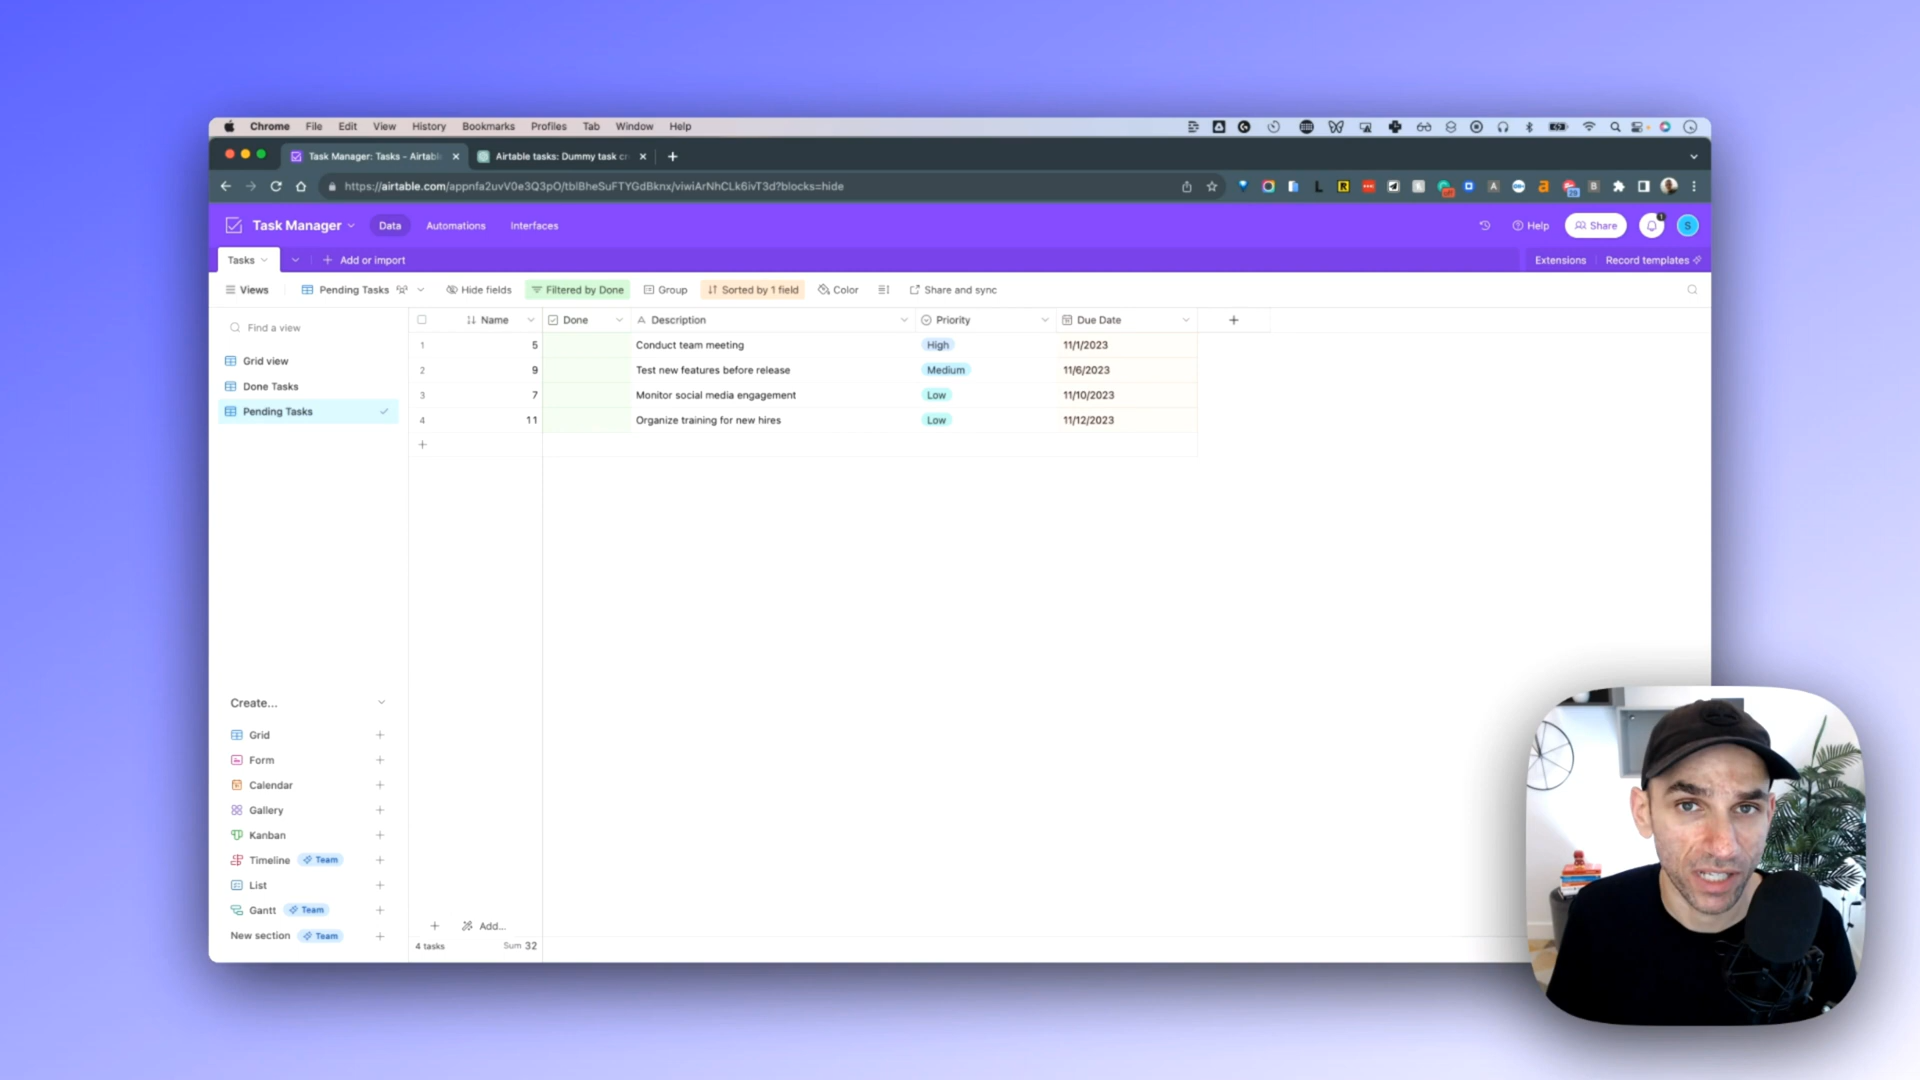 Chrome File Edit View History Bookmarks Profiles Tab Window Help
Task Manager: Tasks - Airtabl
Airtable tasks: Dummy task cr
https://airtable.com/appnfa2uvV0e3Q3pO/tblBheSuFTYGdBknx/viwiArNhCLk6ivT3d?blocks=hide
Task Manager Data Automations Interfaces Help Share 1 S
Tasks Add or import Extensions Record templates
Views Pending Tasks Hide fields Filtered by Done Group Sorted by 1 field Color Share and sync
Find a view
Grid view
Done Tasks
Pending Tasks
Name Done Description Priority Due Date
1 5 Conduct team meeting High 11/1/2023
2 9 Test new features before release Medium 11/6/2023
3 7 Monitor social media engagement Low 11/10/2023
4 11 Organize training for new hires Low 11/12/2023
Create...
Grid
Form
Calendar
Gallery
Kanban
Timeline Team
List
Gantt Team
New section Team
Add...
4 tasks Sum 32